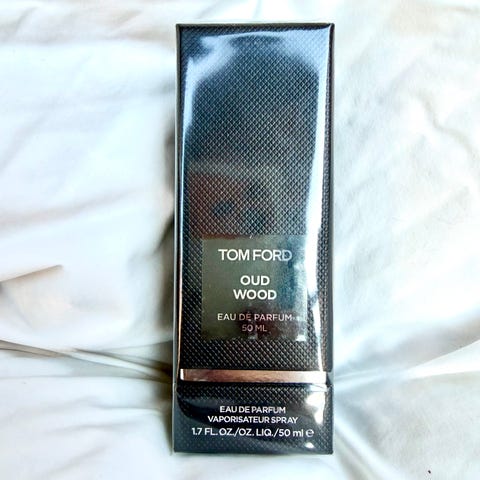 TOM FORD
OUD
WOOD
EAU DE PARFUM
50 ML
EAU DE PARFUM
VAPORISATEUR SPRAY
1.7 FL. OZ./OZ. LIQ./50 ml ℮